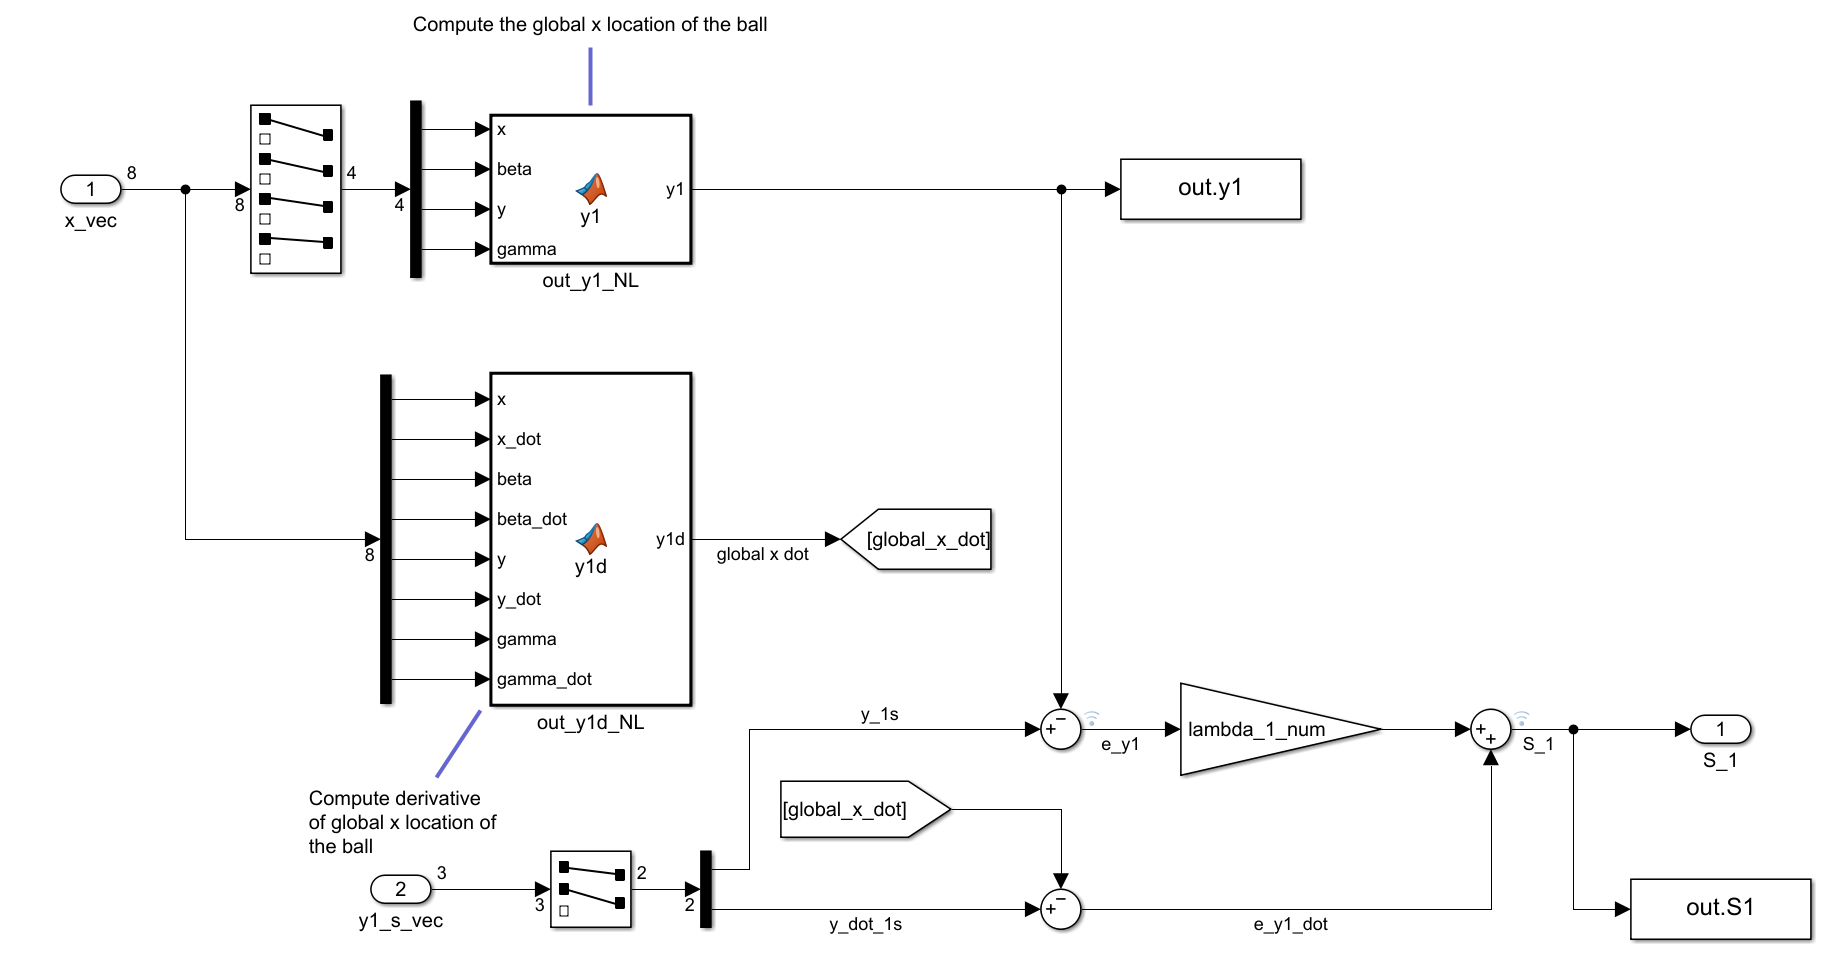 Compute the global x location of the ball
1
x_vec
8
8
4
4
x
beta
y
gamma
y1
y1
out_y1_NL
out.y1
8
x
x_dot
beta
beta_dot
y
y_dot
gamma
gamma_dot
y1d
y1d
out_y1d_NL
global x dot
[global_x_dot]
Compute derivative
of global x location of
the ball
2
y1_s_vec
3
3
2
2
y_1s
y_dot_1s
[global_x_dot]
+
−
e_y1
+
−
e_y1_dot
lambda_1_num
+
+
S_1
1
S_1
out.S1